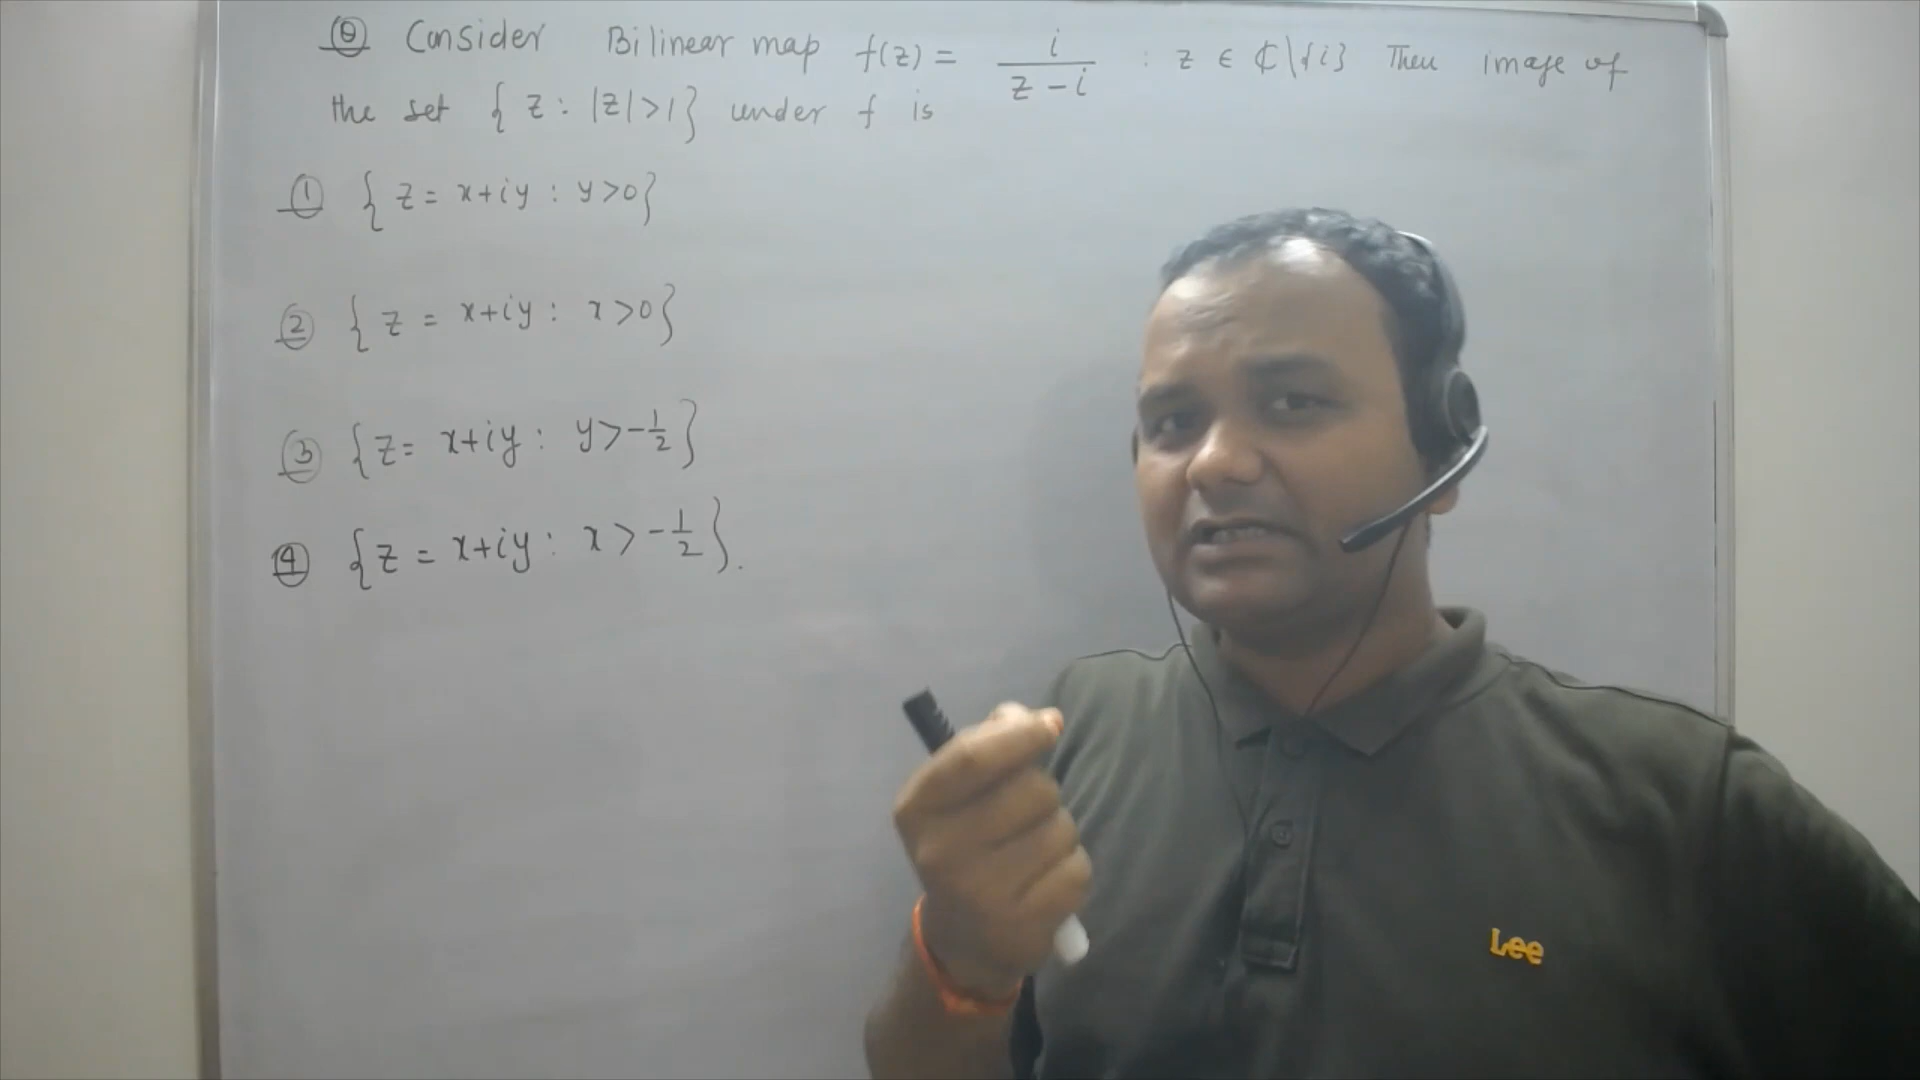 Q Consider Bilinear map f(z) = i/(z-i) : z ∈ ℂ\{i} Then image of
the set { z : |z|>1 } under f is
① { z = x+iy : y>0 }
② { z = x+iy : x>0 }
③ { z = x+iy : y>-1/2 }
④ { z = x+iy : x>-1/2 }.
Lee